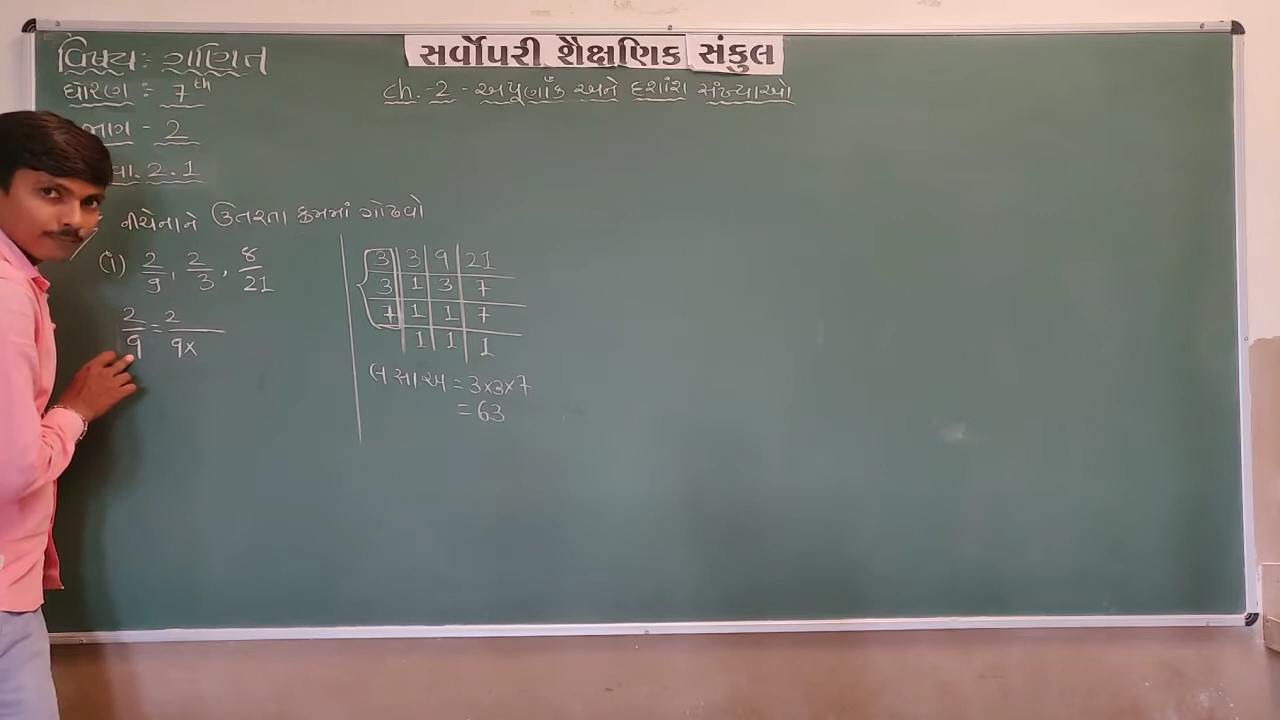 સર્વોપરી શૈક્ષણિક સંકુલ
વિષય: ગણિત
ધોરણ : 7th
ch.-2 - અપૂર્ણાંક અને દશાંશ સંખ્યાઓ
ભાગ - 2
2.1
નીચેનાને ઉતરતા ક્રમમાં ગોઠવો
(i) 2/9, 2/3, 8/21
2/9 = 2/9x
3 3 9 21
3 1 3 7
7 1 1 7
1 1 1
લ સા અ = 3x3x7
= 63